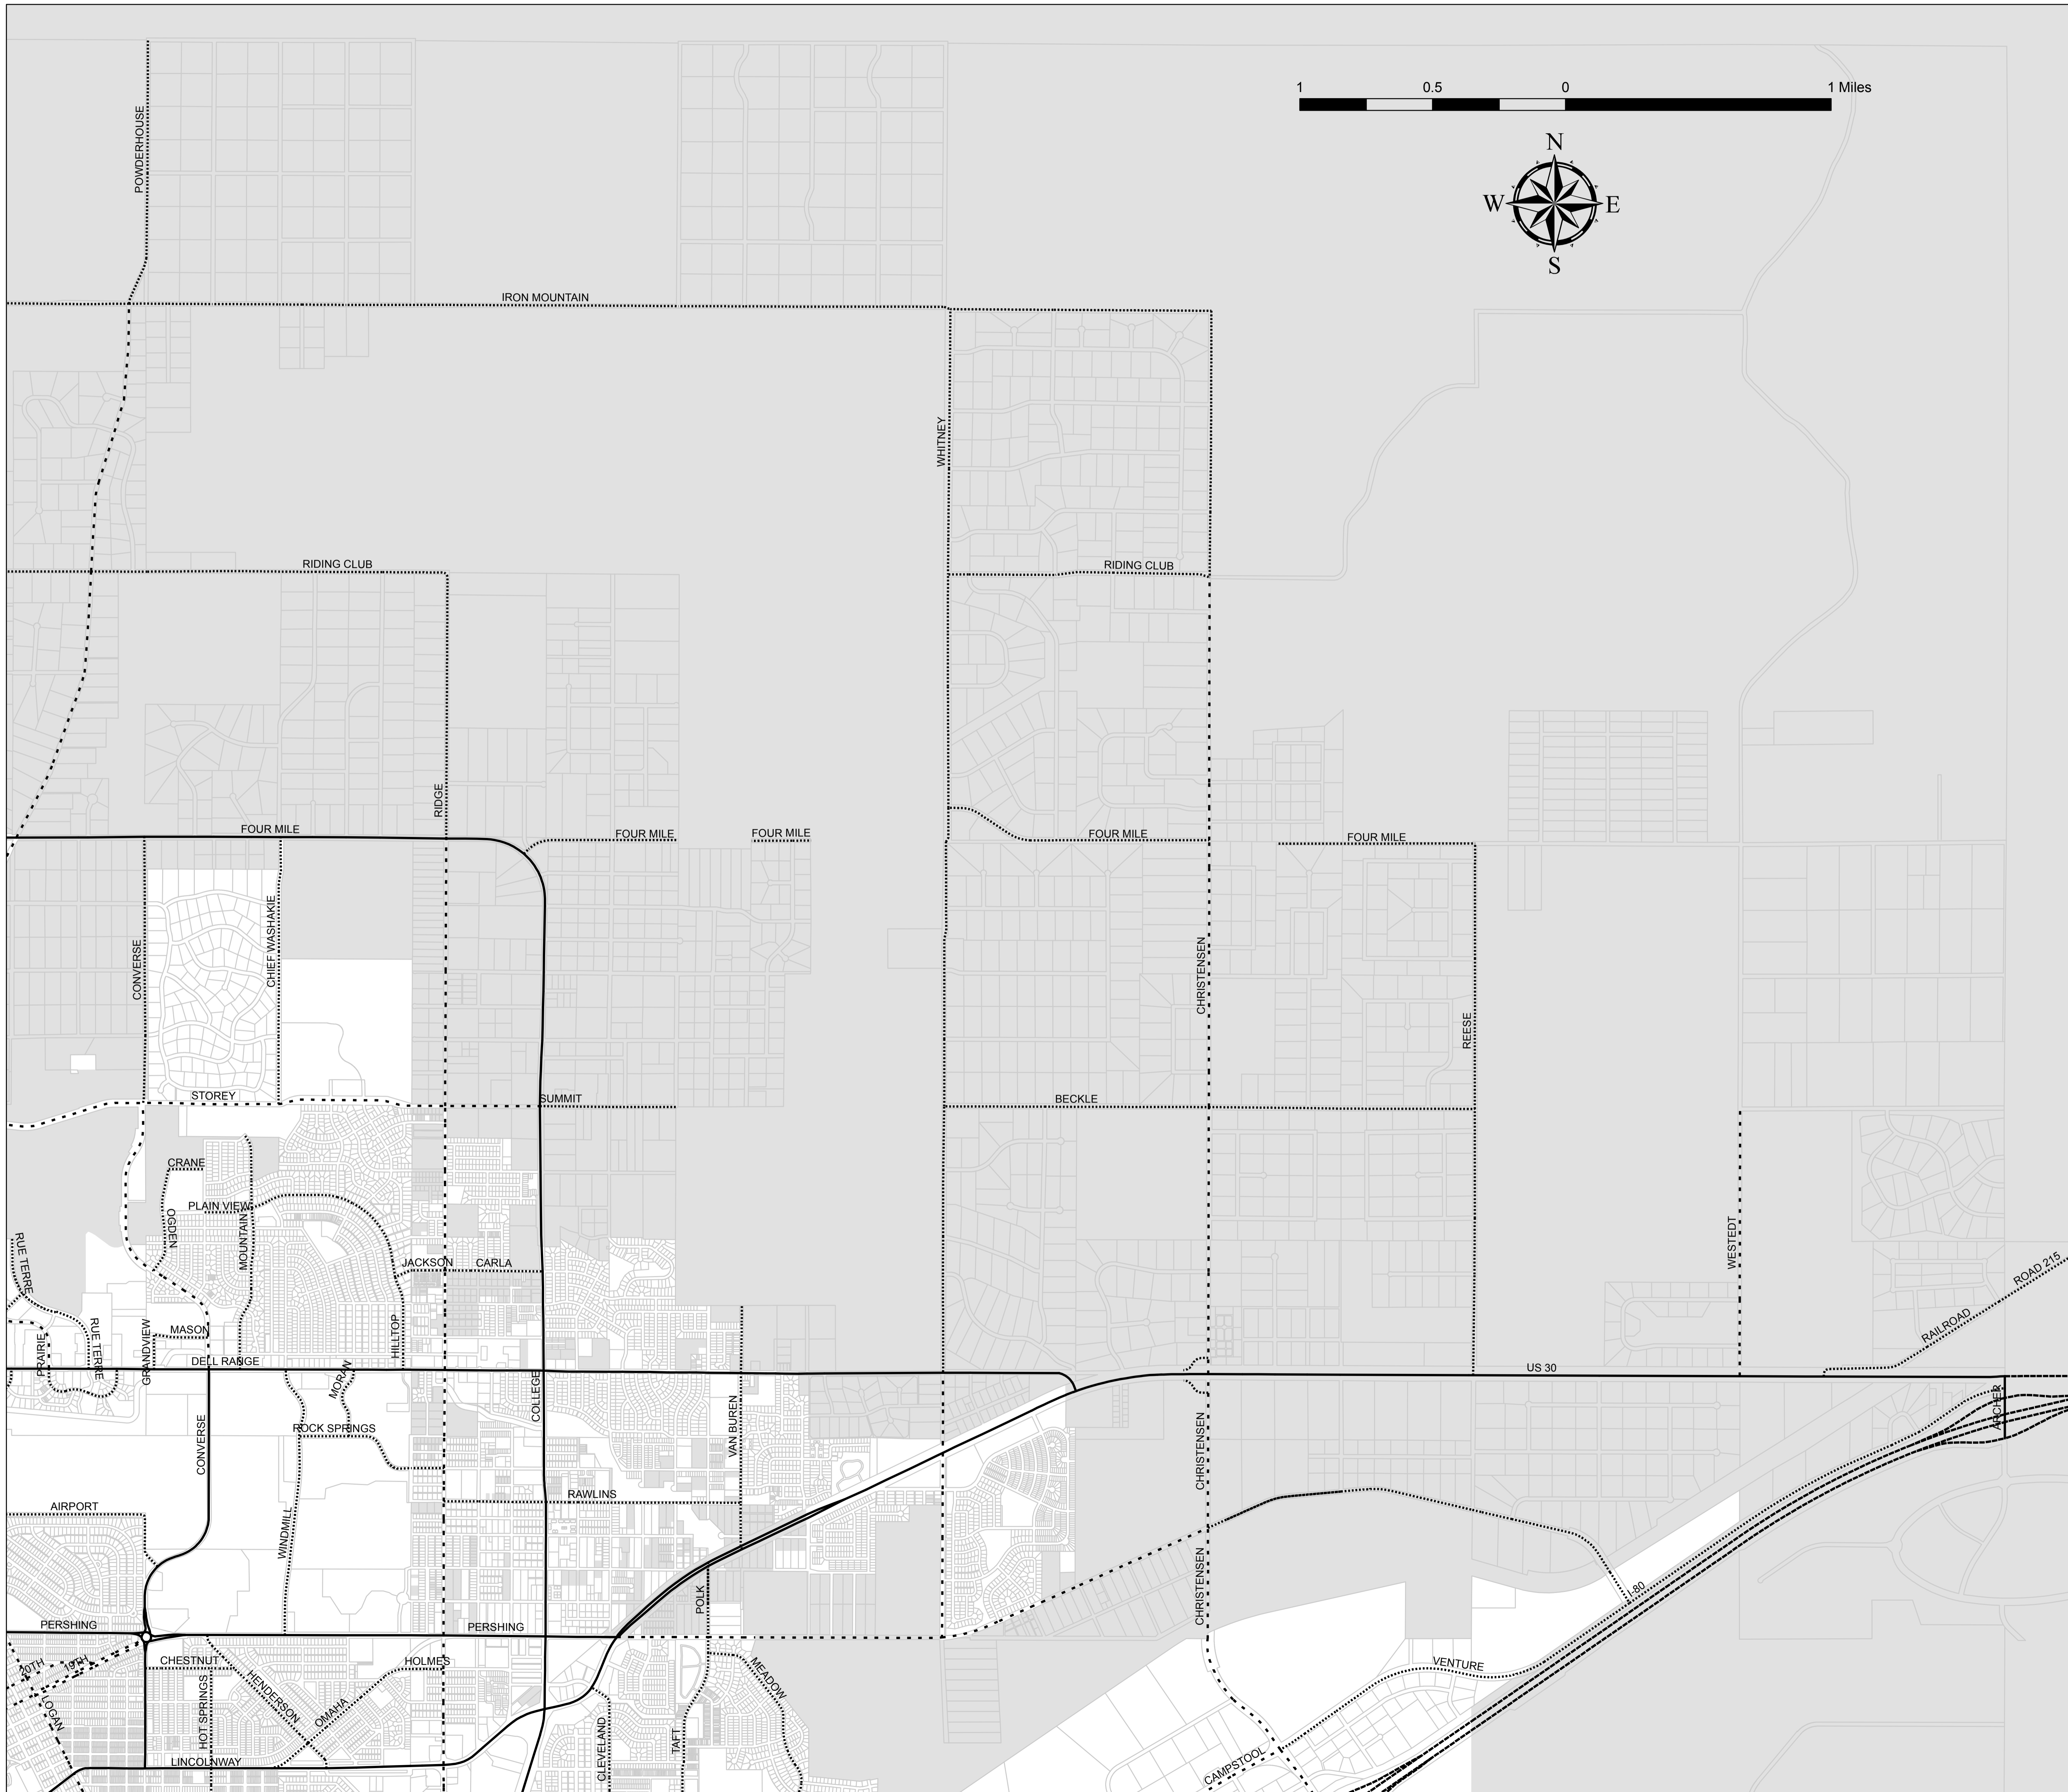 1 0.5 0 1 Miles
N
W E
S
POWDERHOUSE
IRON MOUNTAIN
WHITNEY
RIDING CLUB
RIDING CLUB
RIDGE
FOUR MILE
FOUR MILE
FOUR MILE
FOUR MILE
FOUR MILE
CONVERSE
CHIEF WASHAKIE
CHRISTENSEN
REESE
STOREY
SUMMIT
BECKLE
CRANE
PLAIN VIEW
OGDEN
MOUNTAIN
RUE TERRE
JACKSON
CARLA
WESTEDT
ROAD 215
RAILROAD
PRAIRIE
RUE TERRE
GRANDVIEW
MASON
HILLTOP
DELL RANGE
MORAN
US 30
COLLEGE
VAN BUREN
ARCHER
CONVERSE
ROCK SPRINGS
CHRISTENSEN
RAWLINS
AIRPORT
WINDMILL
POLK
CHRISTENSEN
I-80
PERSHING
PERSHING
20TH
19TH
CHESTNUT
HOLMES
MEADOW
VENTURE
LOGAN
HOT SPRINGS
HENDERSON
OMAHA
CLEVELAND
TAFT
LINCOLNWAY
CAMPSTOOL